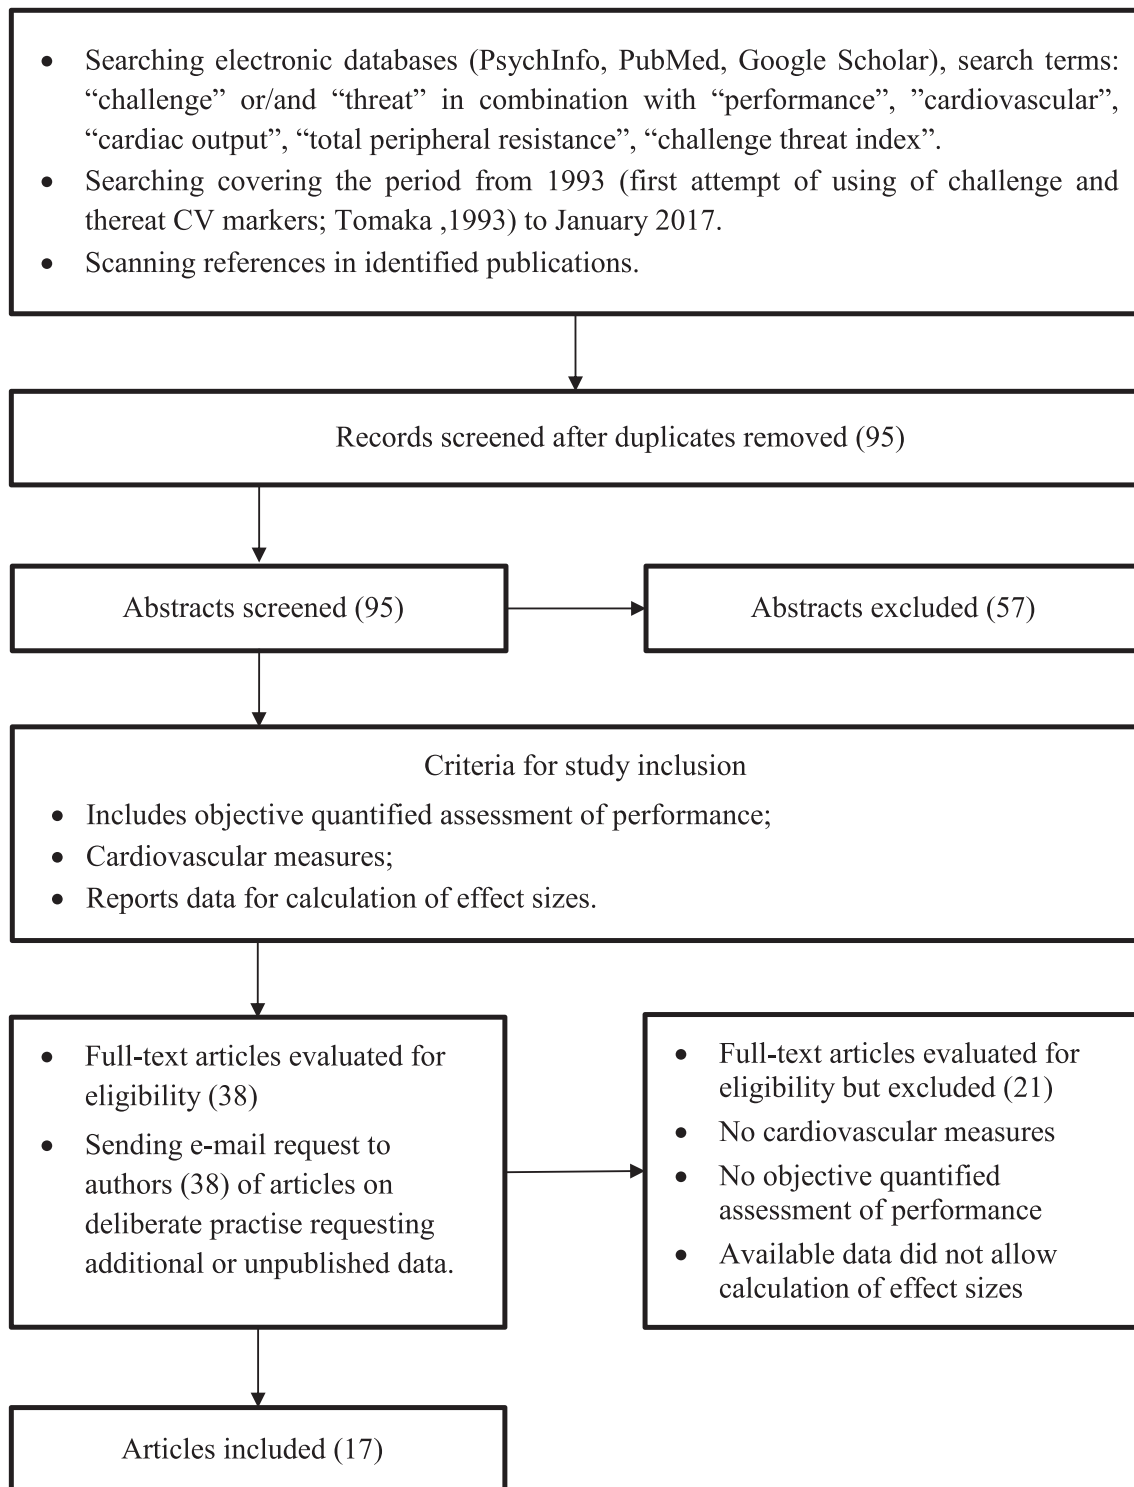 • Searching electronic databases (PsychInfo, PubMed, Google Scholar), search terms:
“challenge” or/and “threat” in combination with “performance”, ”cardiovascular”,
“cardiac output”, “total peripheral resistance”, “challenge threat index”.
• Searching covering the period from 1993 (first attempt of using of challenge and
thereat CV markers; Tomaka ,1993) to January 2017.
• Scanning references in identified publications.
Records screened after duplicates removed (95)
Abstracts screened (95)
Abstracts excluded (57)
Criteria for study inclusion
• Includes objective quantified assessment of performance;
• Cardiovascular measures;
• Reports data for calculation of effect sizes.
• Full-text articles evaluated for
eligibility (38)
• Sending e-mail request to
authors (38) of articles on
deliberate practise requesting
additional or unpublished data.
• Full-text articles evaluated for
eligibility but excluded (21)
• No cardiovascular measures
• No objective quantified
assessment of performance
• Available data did not allow
calculation of effect sizes
Articles included (17)